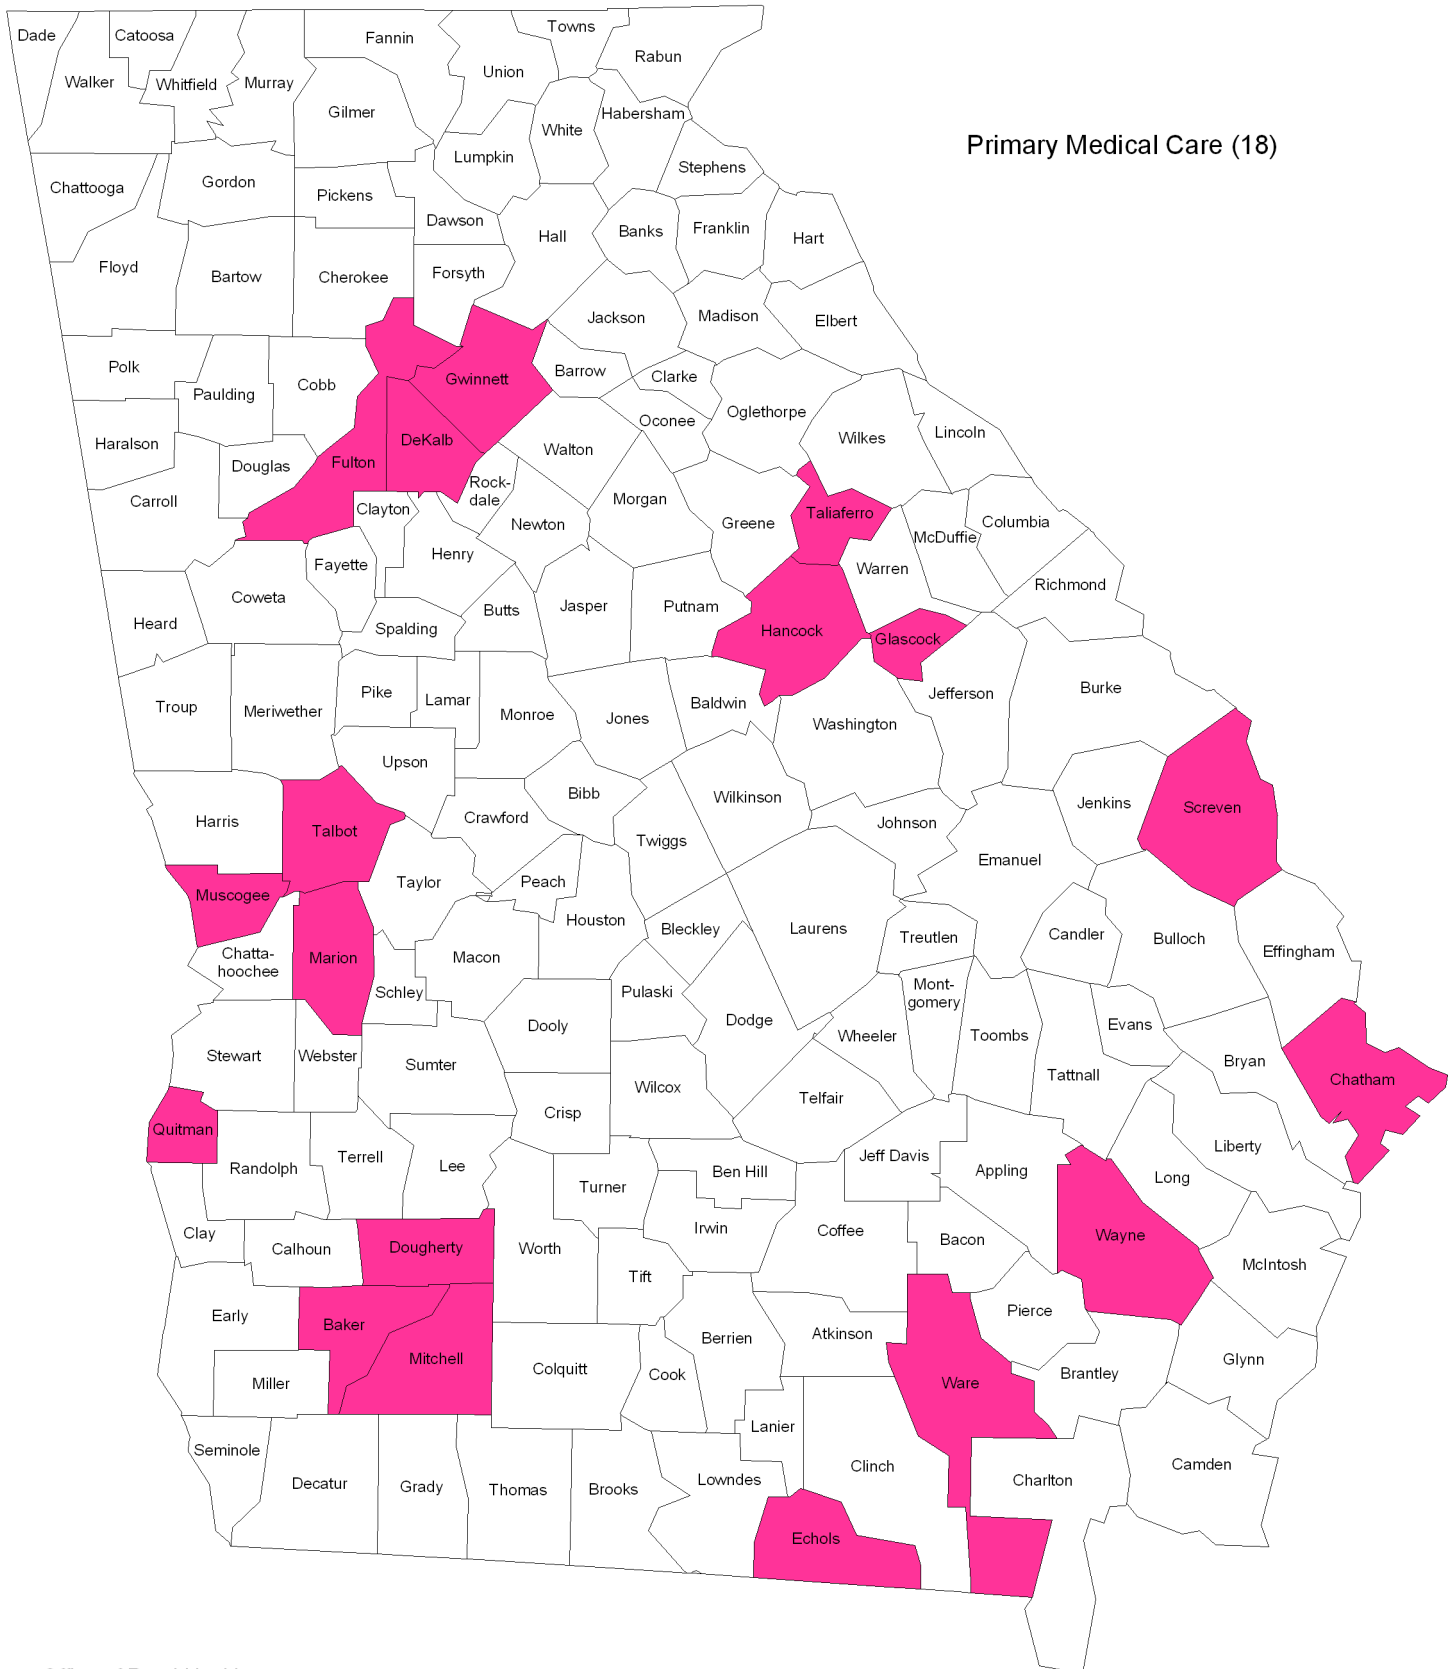 Towns
Dade
Catoosa
Fannin
Rabun
Union
Walker
Whitfield
Murray
Gilmer
Habersham
White
Primary Medical Care (18)
Lumpkin
Stephens
Gordon
Chattooga
Pickens
Dawson
Franklin
Banks
Hall
Hart
Floyd
Forsyth
Bartow
Cherokee
Madison
Jackson
Elbert
Polk
Barrow
Clarke
Gwinnett
Cobb
Paulding
Oglethorpe
Oconee
Lincoln
Wilkes
DeKalb
Haralson
Walton
Fulton
Douglas
Rock-
dale
Morgan
Carroll
Clayton
Taliaferro
Columbia
Greene
Newton
McDuffie
Henry
Fayette
Warren
Richmond
Coweta
Jasper
Putnam
Butts
Heard
Spalding
Hancock
Glascock
Burke
Pike
Jefferson
Lamar
Baldwin
Troup
Meriwether
Monroe
Jones
Washington
Upson
Bibb
Wilkinson
Jenkins
Screven
Crawford
Harris
Johnson
Talbot
Twiggs
Emanuel
Taylor
Peach
Muscogee
Houston
Bleckley
Laurens
Treutlen
Candler
Bulloch
Effingham
Chatta-
hoochee
Marion
Macon
Mont-
gomery
Schley
Pulaski
Dodge
Dooly
Evans
Wheeler
Toombs
Stewart
Webster
Sumter
Bryan
Tattnall
Chatham
Wilcox
Telfair
Crisp
Quitman
Liberty
Jeff Davis
Terrell
Lee
Randolph
Ben Hill
Appling
Long
Turner
Irwin
Coffee
Clay
Wayne
Bacon
Dougherty
Worth
Calhoun
McIntosh
Tift
Pierce
Early
Baker
Atkinson
Berrien
Mitchell
Glynn
Colquitt
Cook
Brantley
Miller
Ware
Lanier
Seminole
Camden
Clinch
Lowndes
Charlton
Decatur
Grady
Thomas
Brooks
Echols